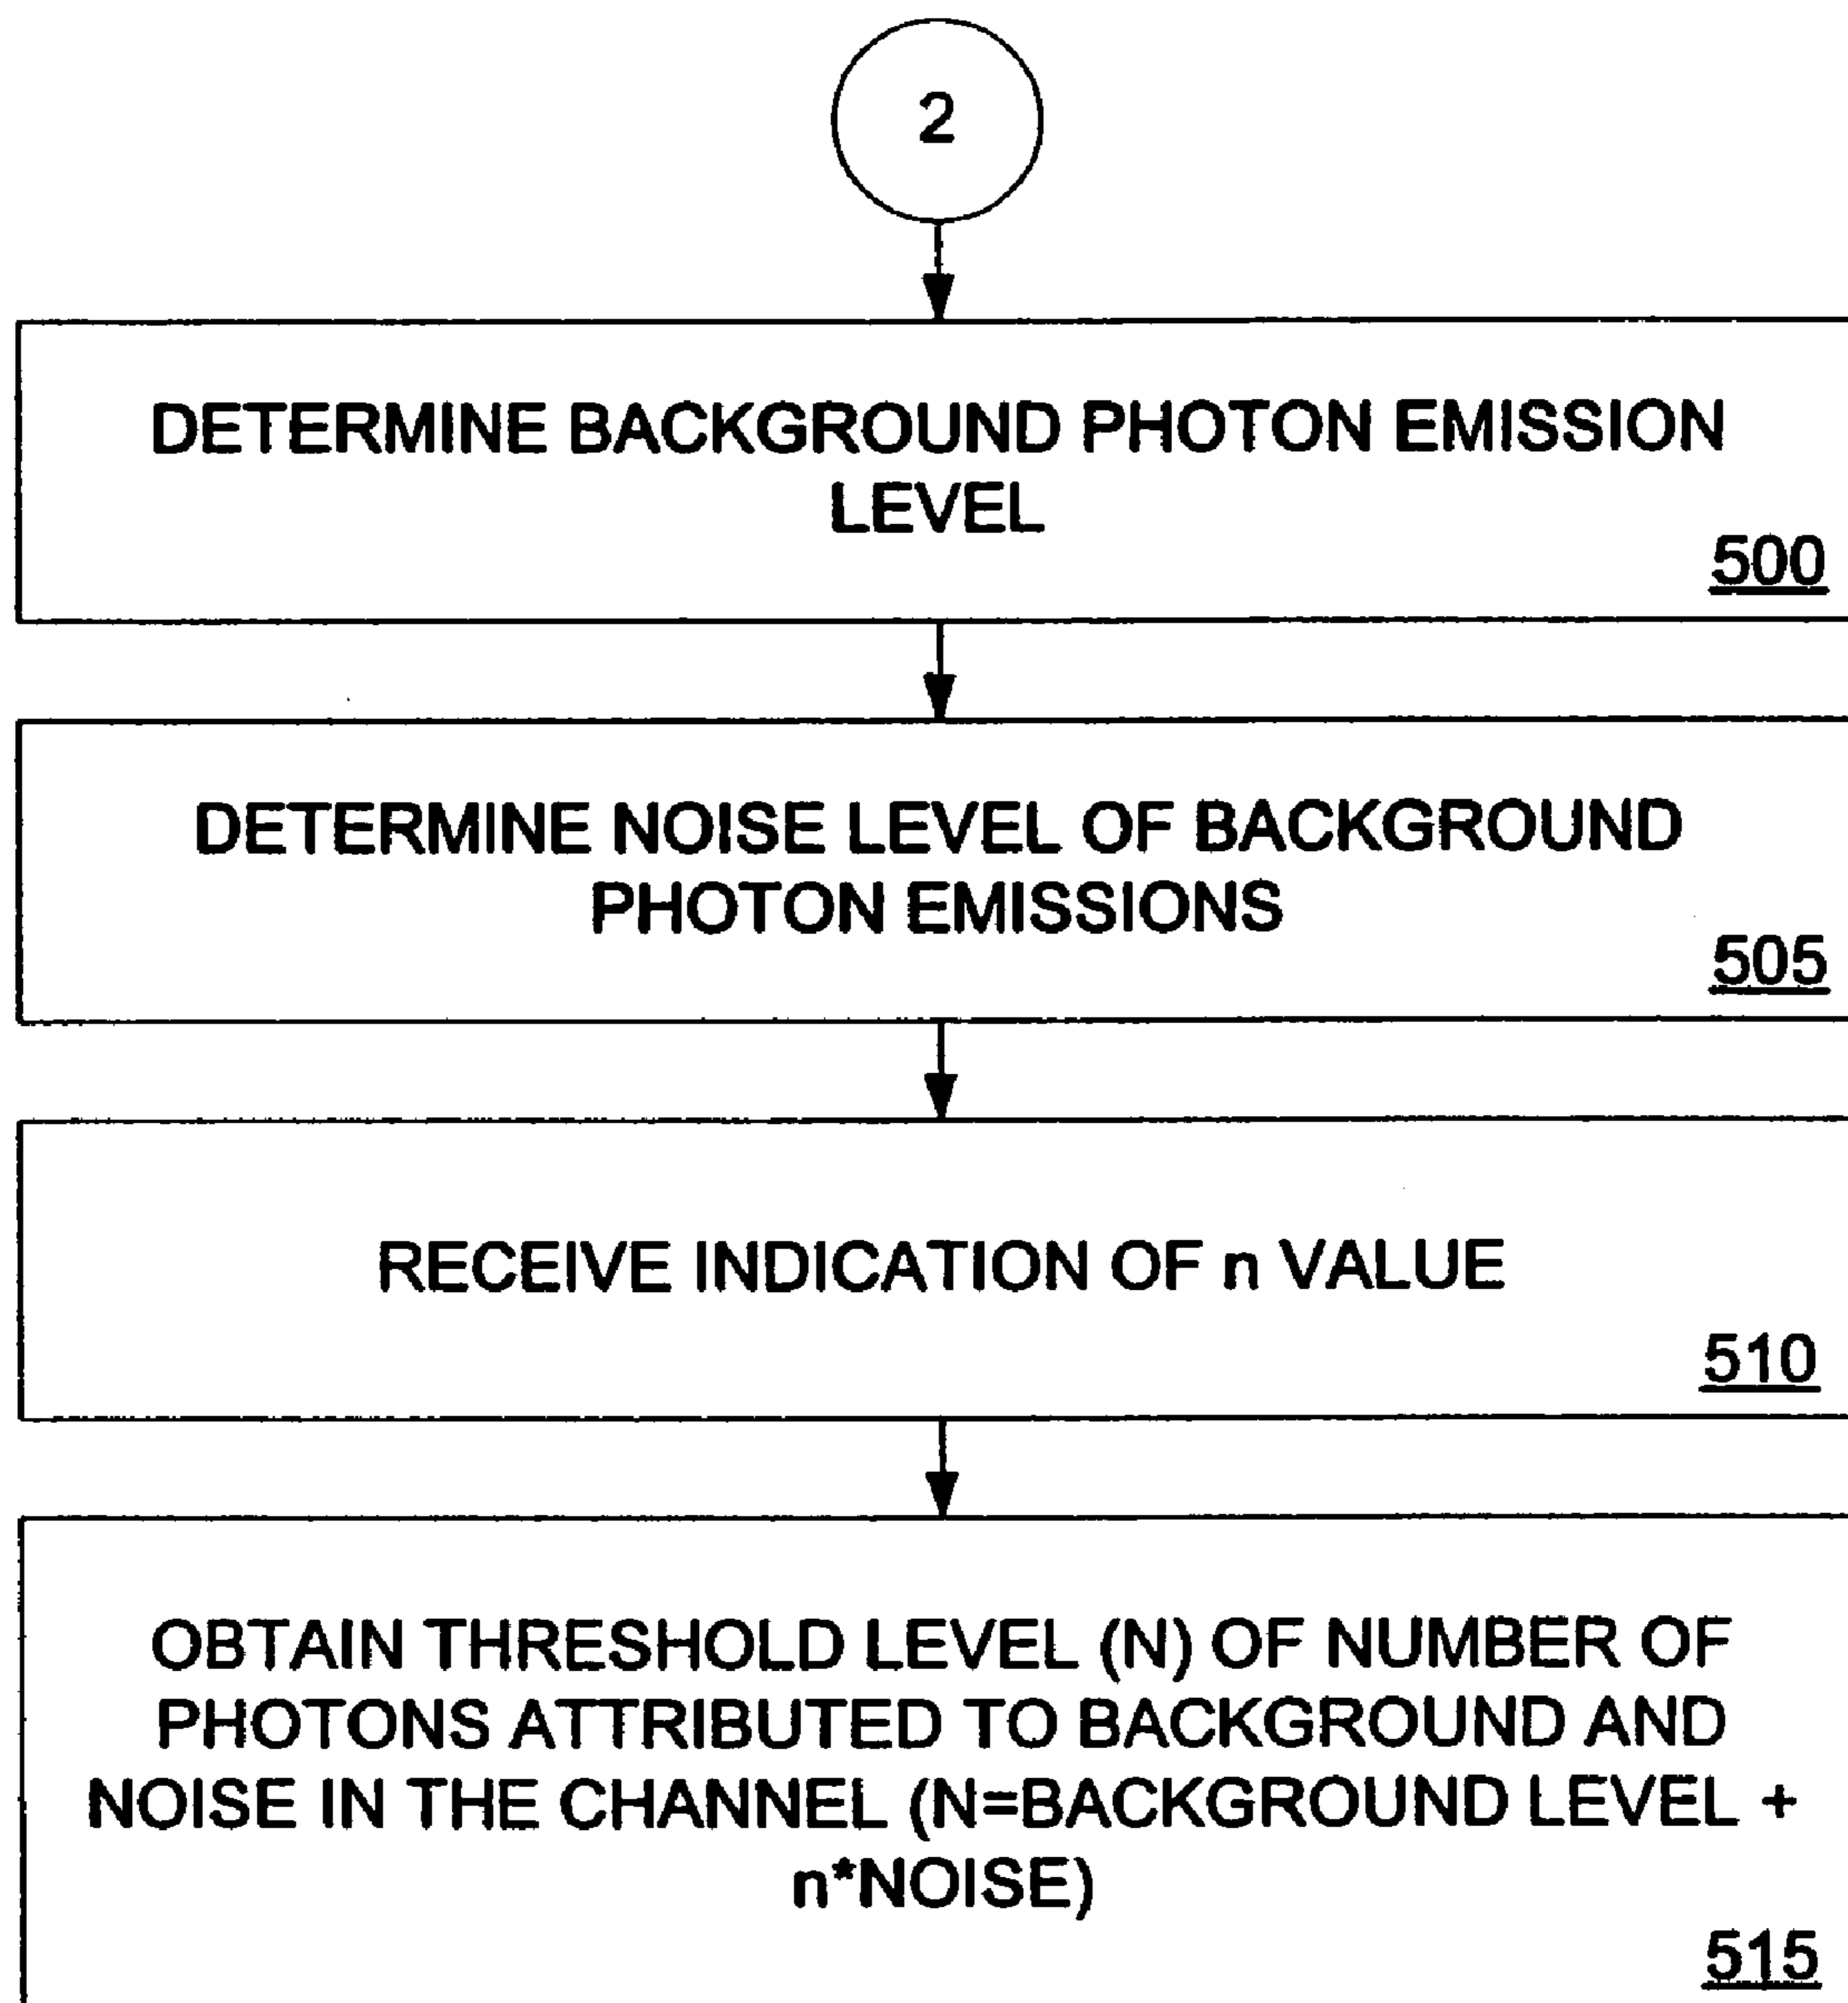 2
DETERMINE BACKGROUND PHOTON EMISSION
LEVEL
500
DETERMINE NOISE LEVEL OF BACKGROUND
PHOTON EMISSIONS
505
RECEIVE INDICATION OF n VALUE
510
OBTAIN THRESHOLD LEVEL (N) OF NUMBER OF
PHOTONS ATTRIBUTED TO BACKGROUND AND
NOISE IN THE CHANNEL (N=BACKGROUND LEVEL +
n*NOISE)
515